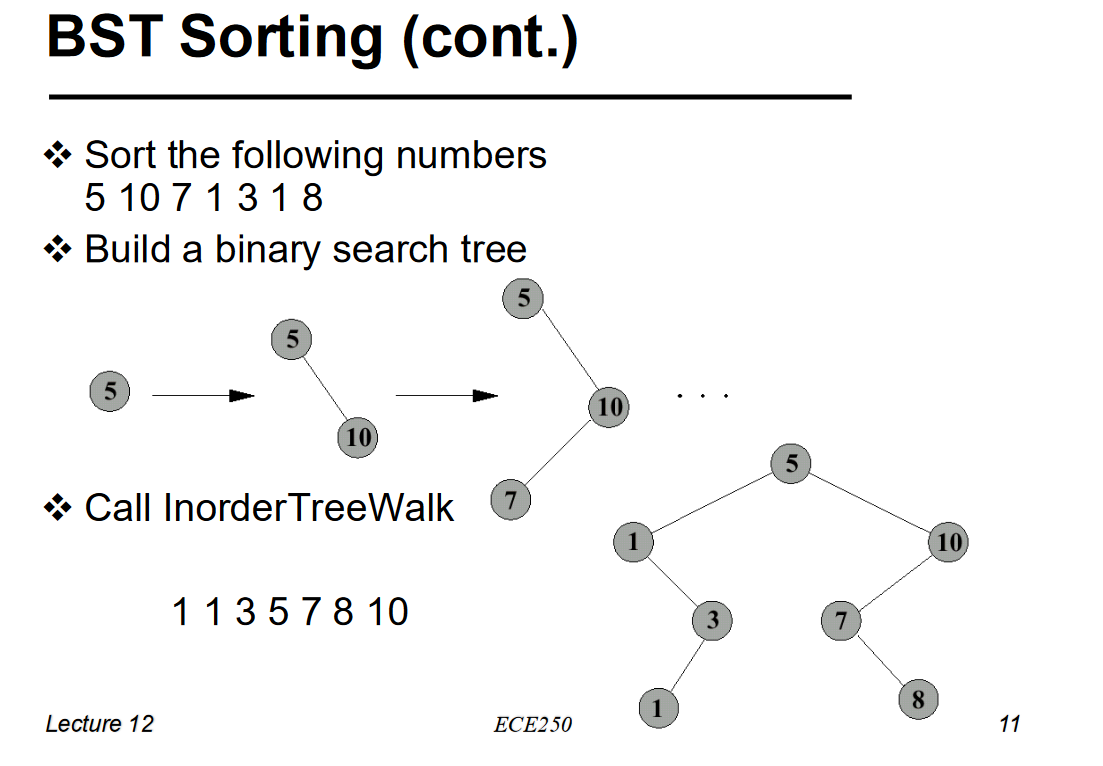 BST Sorting (cont.)
❖ Sort the following numbers
5 10 7 1 3 1 8
❖ Build a binary search tree
5
5
10
5
10
7
. . .
❖ Call InorderTreeWalk
1 1 3 5 7 8 10
5
1
10
3
7
1
8
Lecture 12
ECE250
11